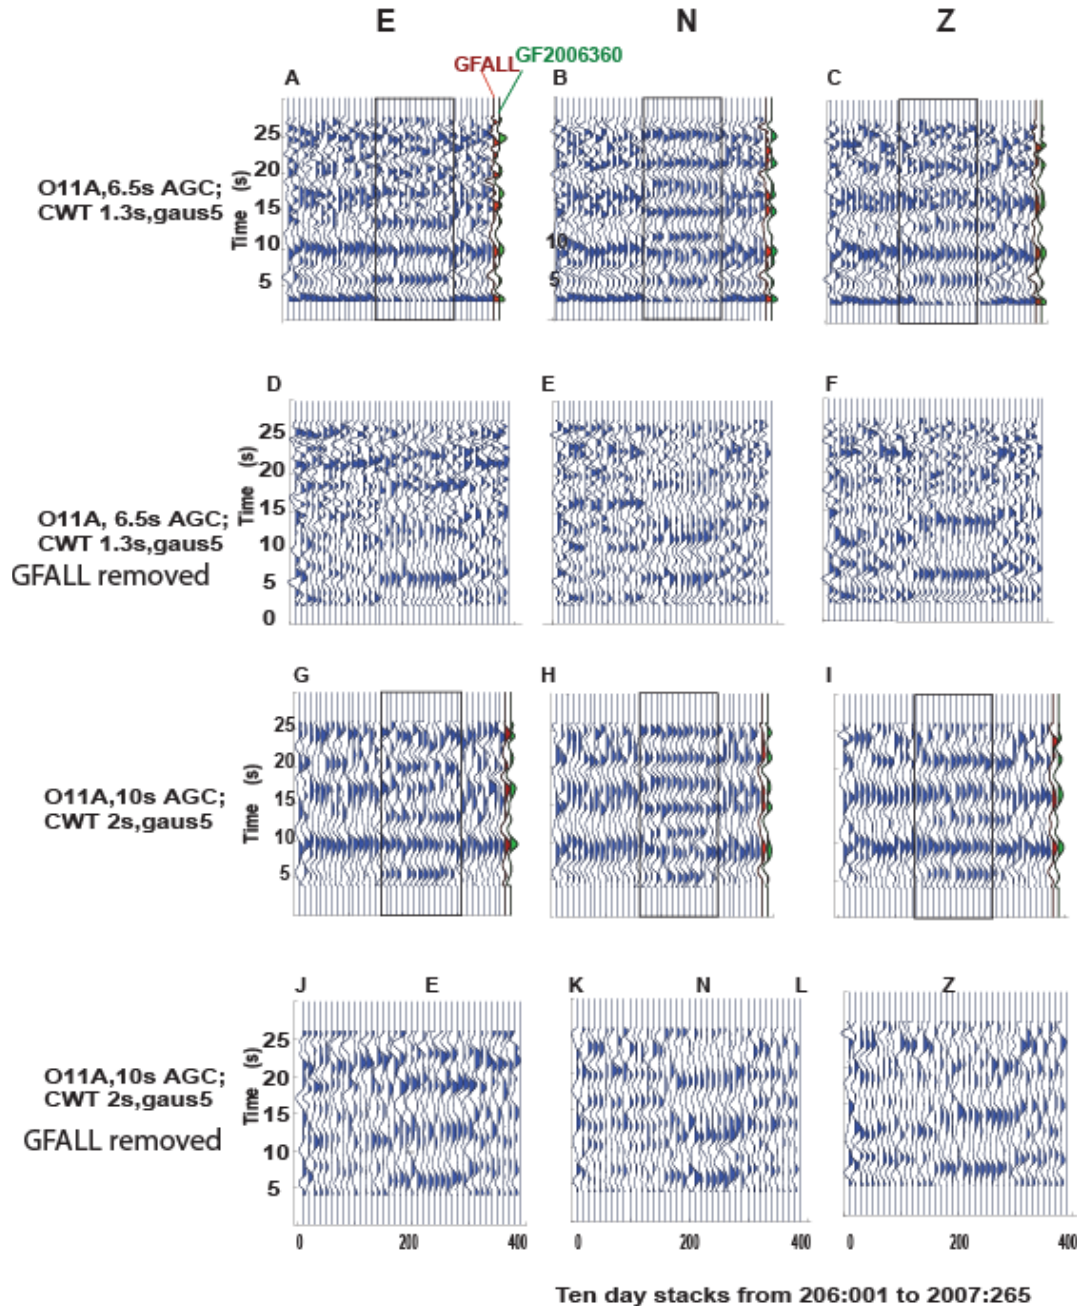 E N Z
GFALL GF2006360
A B C
O11A,6.5s AGC;
CWT 1.3s,gaus5
Time (s)
25
20
15
10
5
10
5
D E F
O11A, 6.5s AGC;
CWT 1.3s,gaus5
GFALL removed
Time (s)
25
20
15
10
5
0
G H I
O11A,10s AGC;
CWT 2s,gaus5
Time (s)
25
20
15
10
5
J E K N L Z
O11A,10s AGC;
CWT 2s,gaus5
GFALL removed
Time (s)
25
20
15
10
5
0 200 400 0 200 400 0 200 400
Ten day stacks from 206:001 to 2007:265